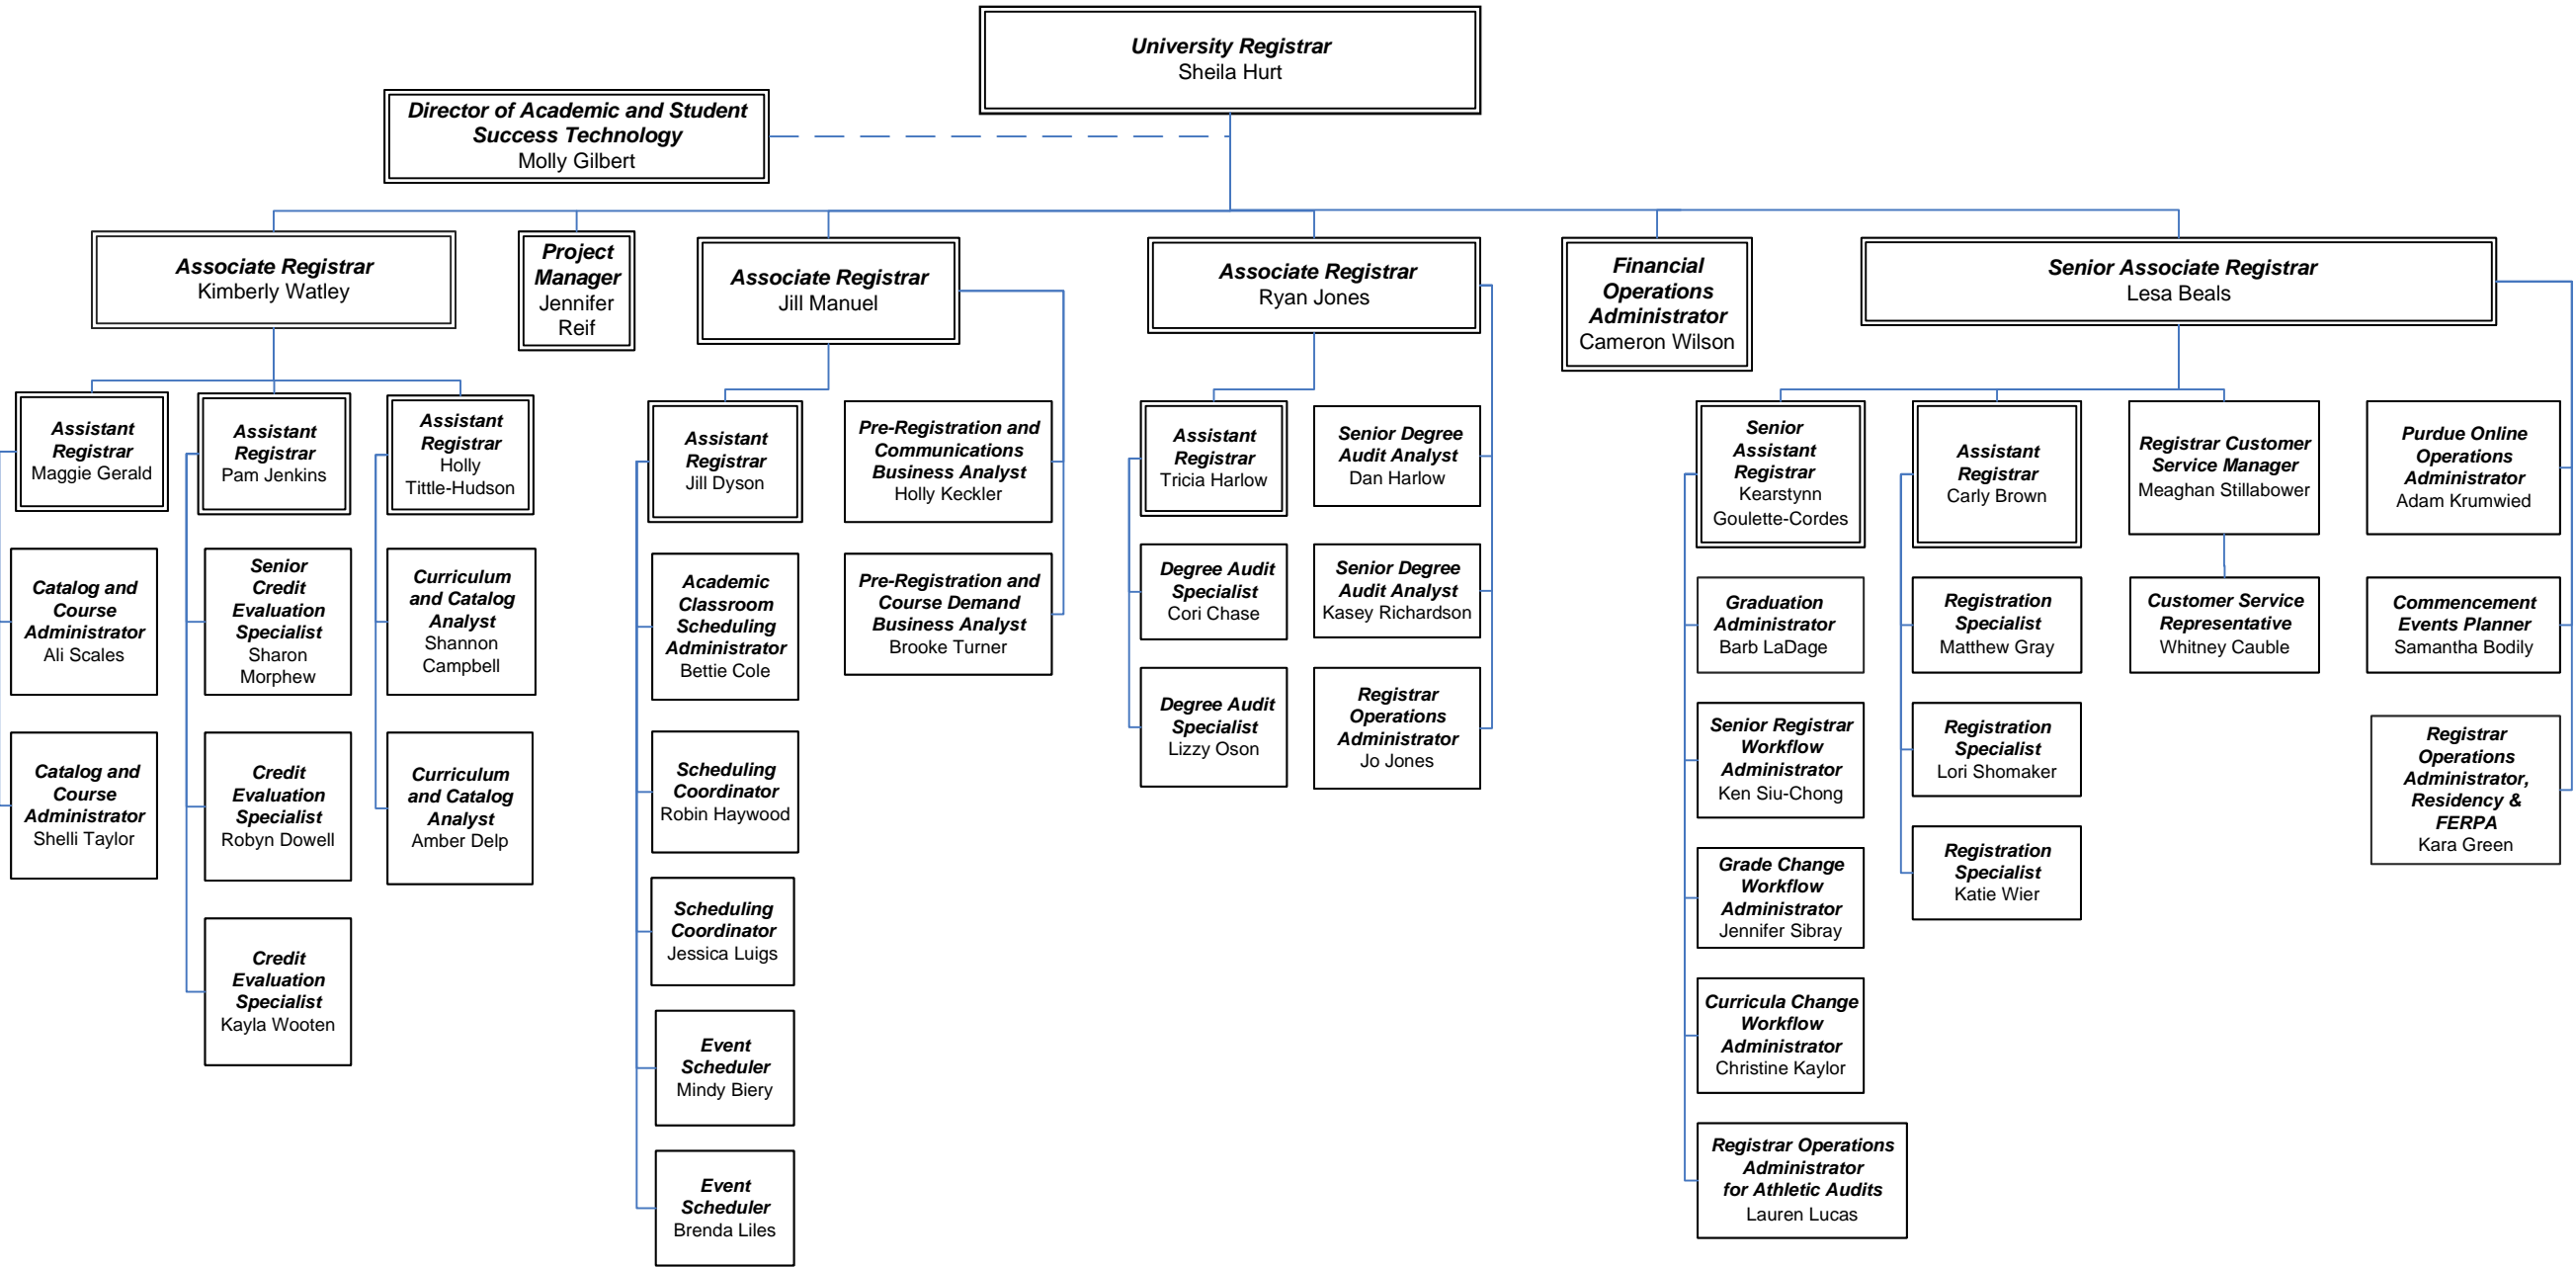 University Registrar
Sheila Hurt
Director of Academic and Student
Success Technology
Molly Gilbert
Associate Registrar
Kimberly Watley
Project
Manager
Jennifer
Reif
Associate Registrar
Jill Manuel
Associate Registrar
Ryan Jones
Financial
Operations
Administrator
Cameron Wilson
Senior Associate Registrar
Lesa Beals
Assistant
Registrar
Maggie Gerald
Catalog and
Course
Administrator
Ali Scales
Catalog and
Course
Administrator
Shelli Taylor
Assistant
Registrar
Pam Jenkins
Senior
Credit
Evaluation
Specialist
Sharon
Morphew
Credit
Evaluation
Specialist
Robyn Dowell
Credit
Evaluation
Specialist
Kayla Wooten
Assistant
Registrar
Holly
Tittle-Hudson
Curriculum
and Catalog
Analyst
Shannon
Campbell
Curriculum
and Catalog
Analyst
Amber Delp
Assistant
Registrar
Jill Dyson
Academic
Classroom
Scheduling
Administrator
Bettie Cole
Scheduling
Coordinator
Robin Haywood
Scheduling
Coordinator
Jessica Luigs
Event
Scheduler
Mindy Biery
Event
Scheduler
Brenda Liles
Pre-Registration and
Communications
Business Analyst
Holly Keckler
Pre-Registration and
Course Demand
Business Analyst
Brooke Turner
Assistant
Registrar
Tricia Harlow
Degree Audit
Specialist
Cori Chase
Degree Audit
Specialist
Lizzy Oson
Senior Degree
Audit Analyst
Dan Harlow
Senior Degree
Audit Analyst
Kasey Richardson
Registrar
Operations
Administrator
Jo Jones
Senior
Assistant
Registrar
Kearstynn
Goulette-Cordes
Graduation
Administrator
Barb LaDage
Senior Registrar
Workflow
Administrator
Ken Siu-Chong
Grade Change
Workflow
Administrator
Jennifer Sibray
Curricula Change
Workflow
Administrator
Christine Kaylor
Registrar Operations
Administrator
for Athletic Audits
Lauren Lucas
Assistant
Registrar
Carly Brown
Registration
Specialist
Matthew Gray
Registration
Specialist
Lori Shomaker
Registration
Specialist
Katie Wier
Registrar Customer
Service Manager
Meaghan Stillabower
Customer Service
Representative
Whitney Cauble
Purdue Online
Operations
Administrator
Adam Krumwied
Commencement
Events Planner
Samantha Bodily
Registrar
Operations
Administrator,
Residency &
FERPA
Kara Green